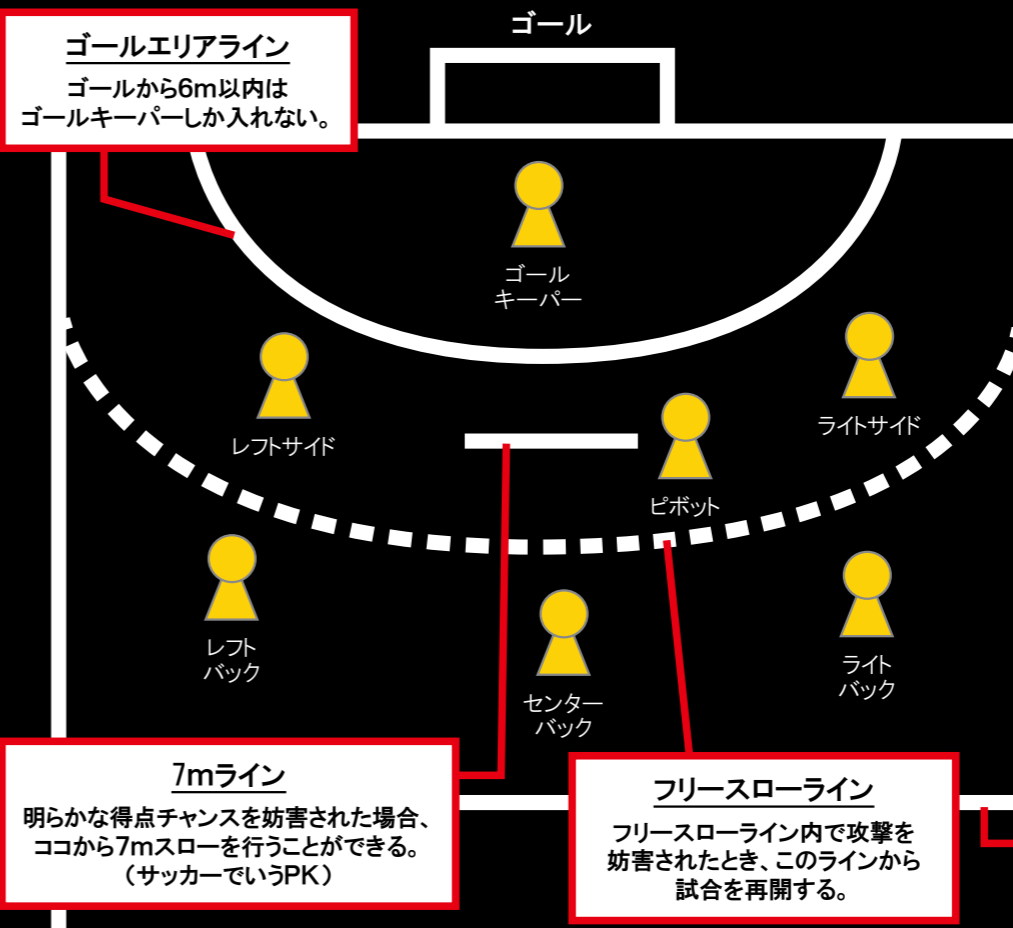 ゴール
ゴールエリアライン
ゴールから6m以内は
ゴールキーパーしか入れない。
ゴール
キーパー
レフトサイド
ライトサイド
ピボット
レフト
バック
センター
バック
ライト
バック
7mライン
明らかな得点チャンスを妨害された場合、
ココから7mスローを行うことができる。
（サッカーでいうPK）
フリースローライン
フリースローライン内で攻撃を
妨害されたとき、このラインから
試合を再開する。